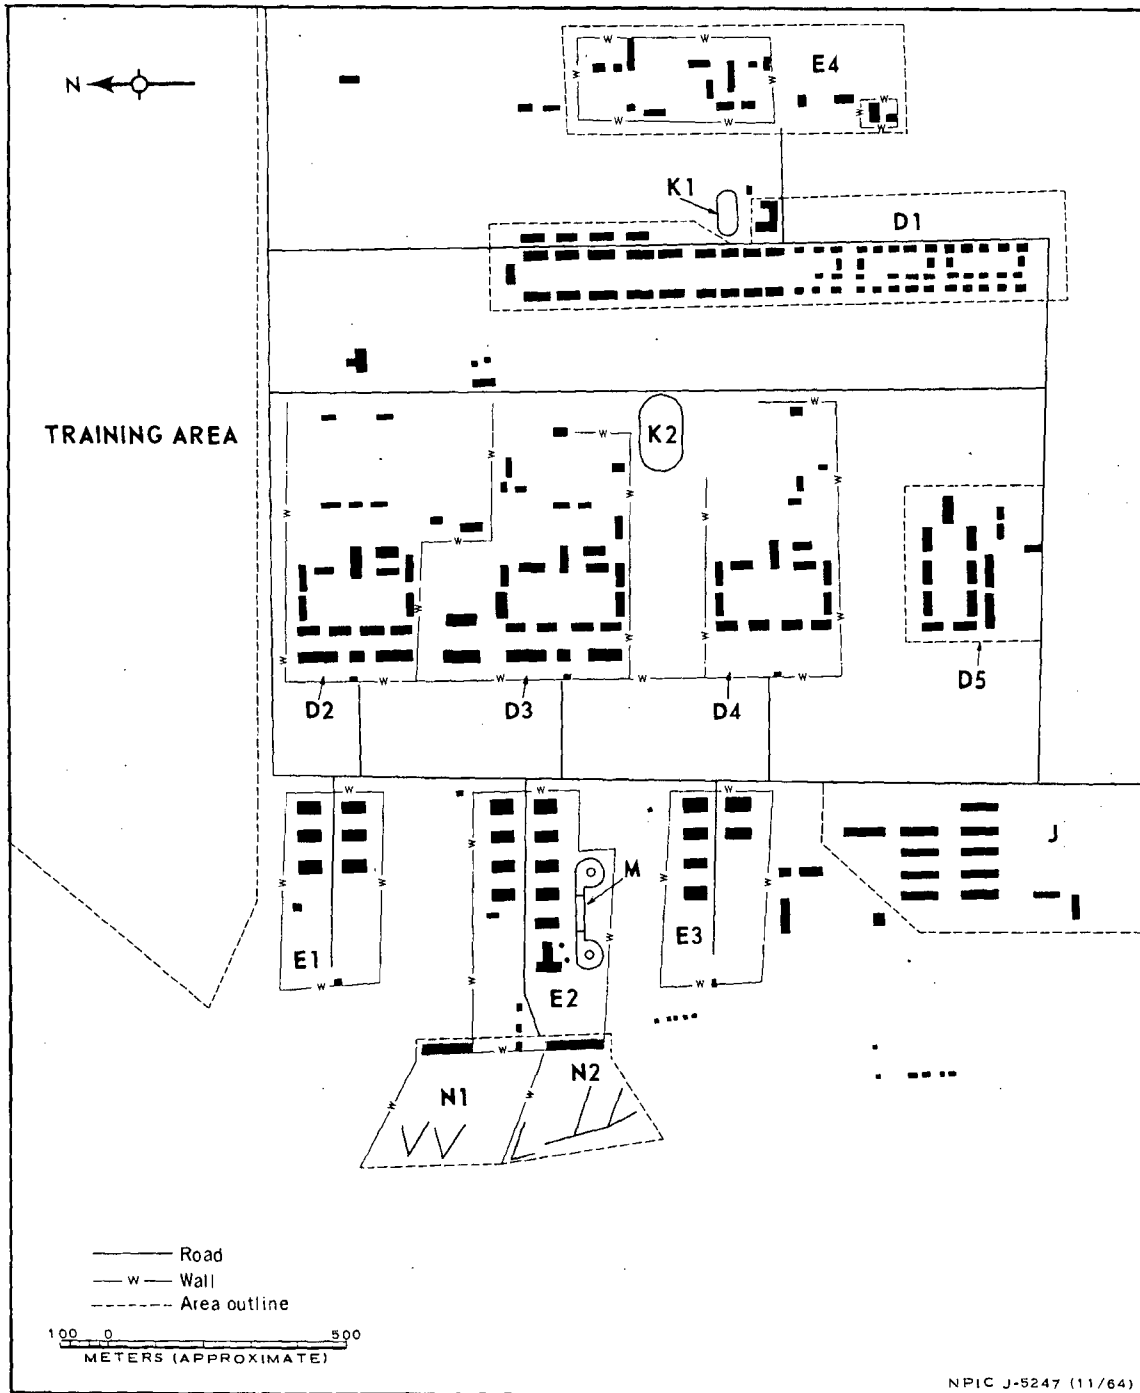 N
E4
K1
D1
K2
TRAINING AREA
D2
D3
D4
D5
J
M
E1
E2
E3
N1
N2
Road
W Wall
Area outline
100 0 500
METERS (APPROXIMATE)
NPIC J-5247 (11/64)